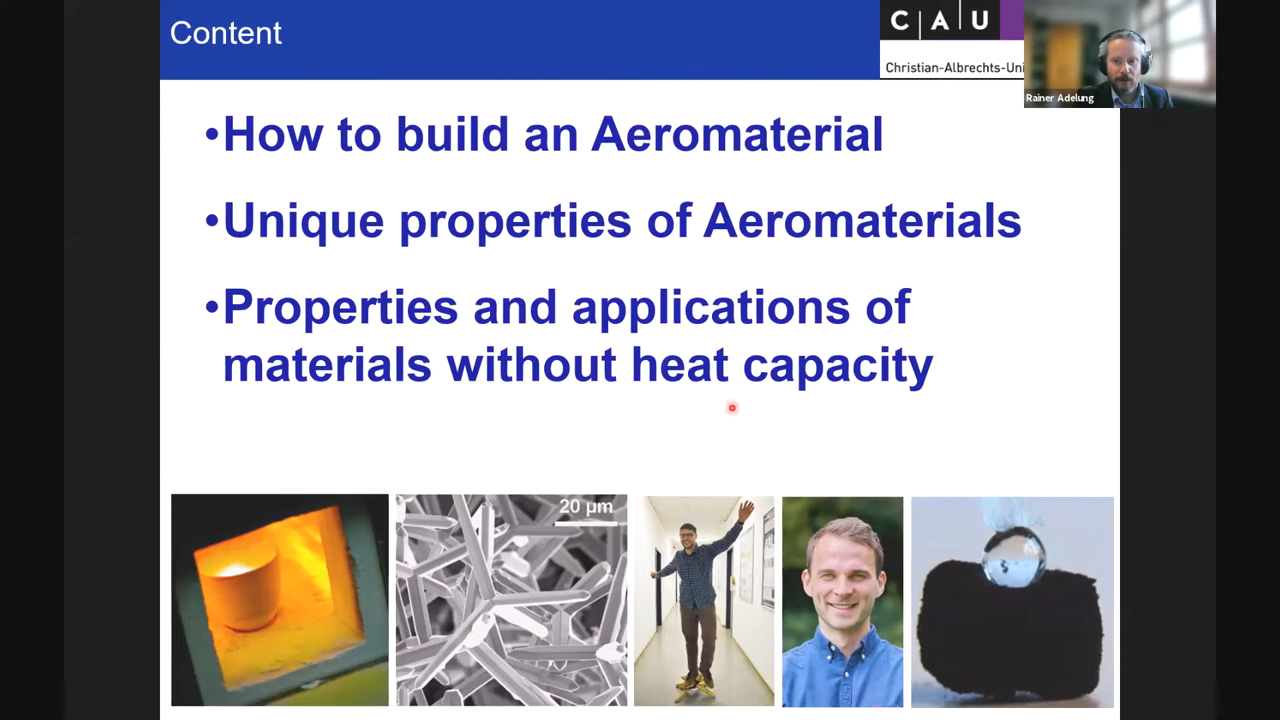 Content
C A U
Christian-Albrechts-Uni
Rainer Adelung
•How to build an Aeromaterial
•Unique properties of Aeromaterials
•Properties and applications of
materials without heat capacity
20 µm